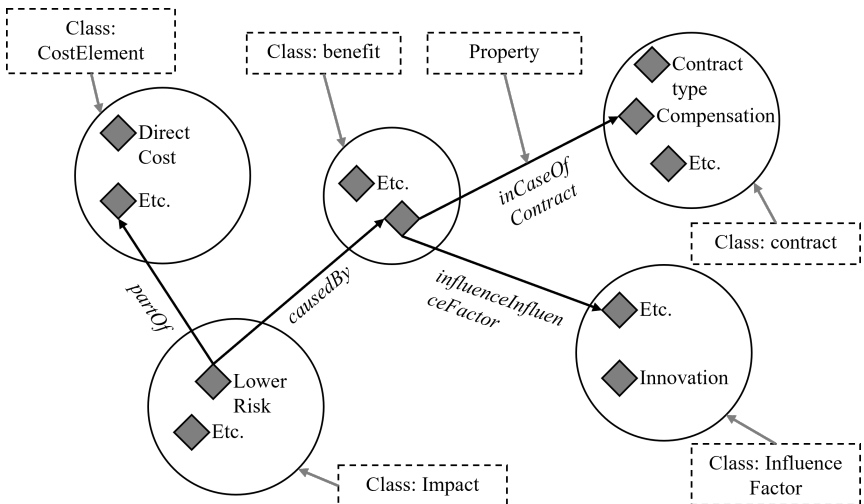 Class:
CostElement
Class: benefit
Property
Contract
type
Compensation
Etc.
Direct
Cost
Etc.
Etc.
inCaseOf
Contract
Class: contract
partOf
causedBy
influenceInfluen
ceFactor
Etc.
Innovation
Lower
Risk
Etc.
Class: Impact
Class: Influence
Factor